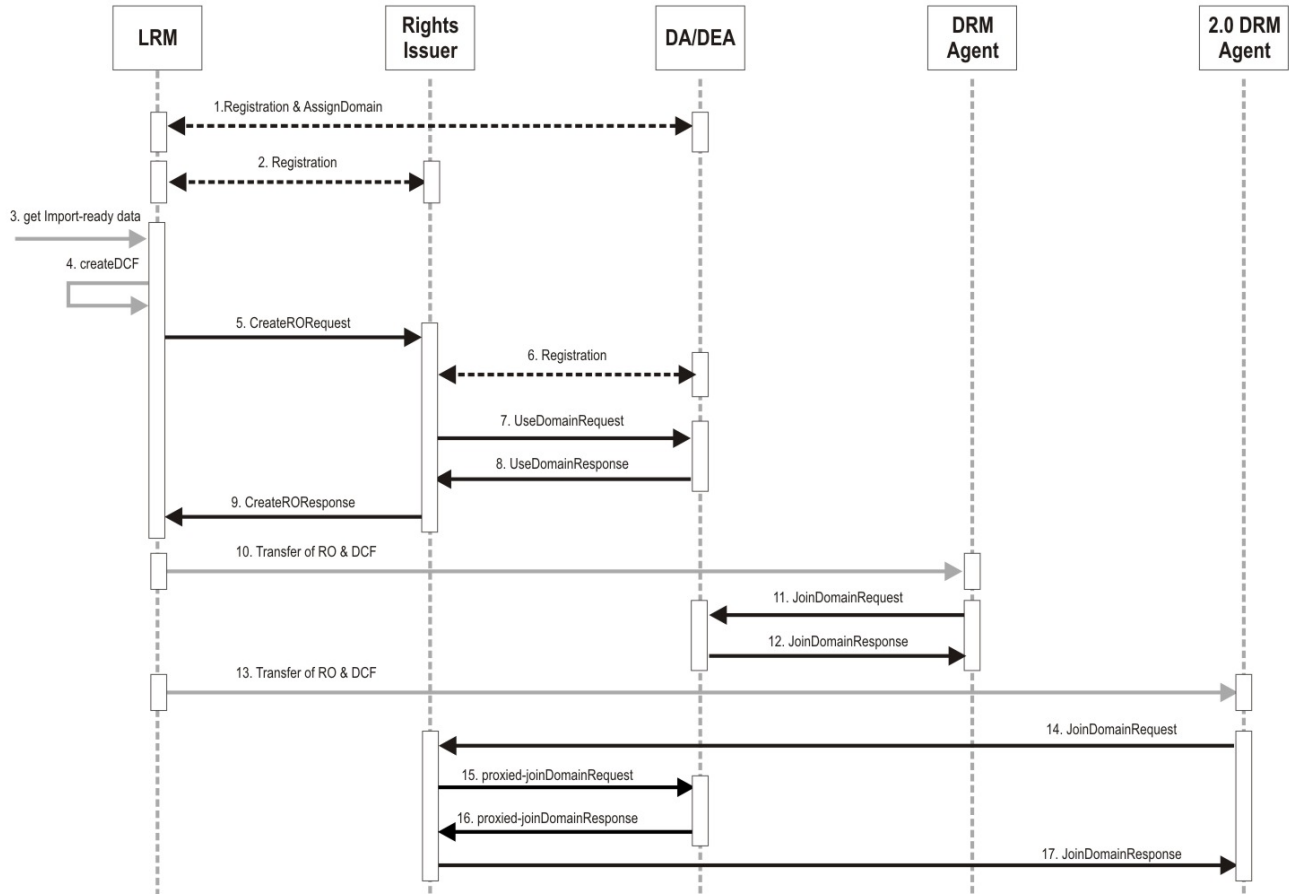 LRM
Rights
Issuer
DA/DEA
DRM
Agent
2.0 DRM
Agent
1.Registration & AssignDomain
2. Registration
3. get Import-ready data
4. createDCF
5. CreateRORequest
6. Registration
7. UseDomainRequest
8. UseDomainResponse
9. CreateROResponse
10. Transfer of RO & DCF
11. JoinDomainRequest
12. JoinDomainResponse
13. Transfer of RO & DCF
14. JoinDomainRequest
15. proxied-joinDomainRequest
16. proxied-joinDomainResponse
17. JoinDomainResponse